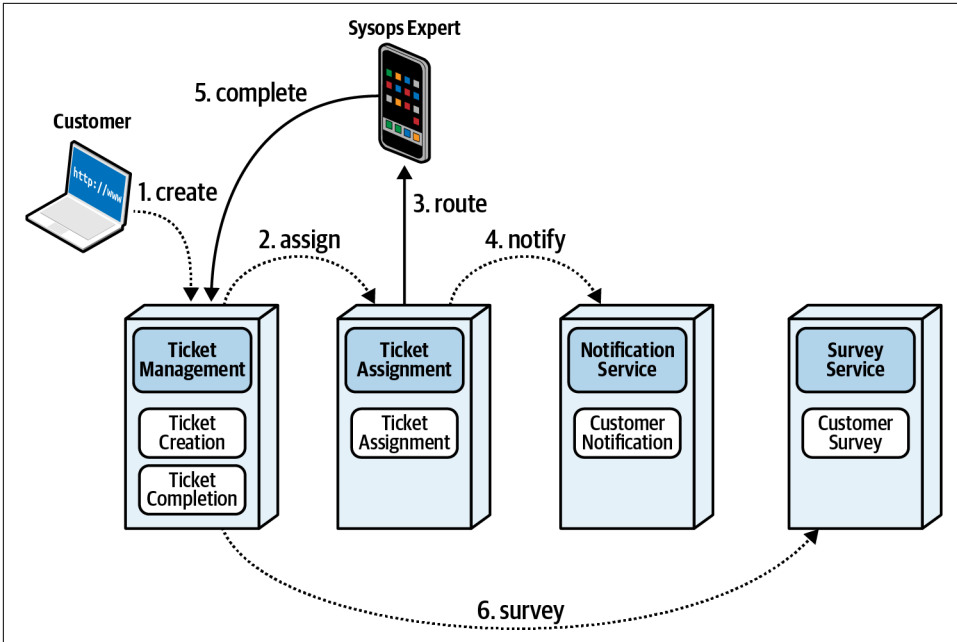 Sysops Expert
5. complete
Customer
http://www
1. create
3. route
2. assign
4. notify
Ticket
Management
Ticket
Creation
Ticket
Completion
Ticket
Assignment
Ticket
Assignment
Notification
Service
Customer
Notification
Survey
Service
Customer
Survey
6. survey